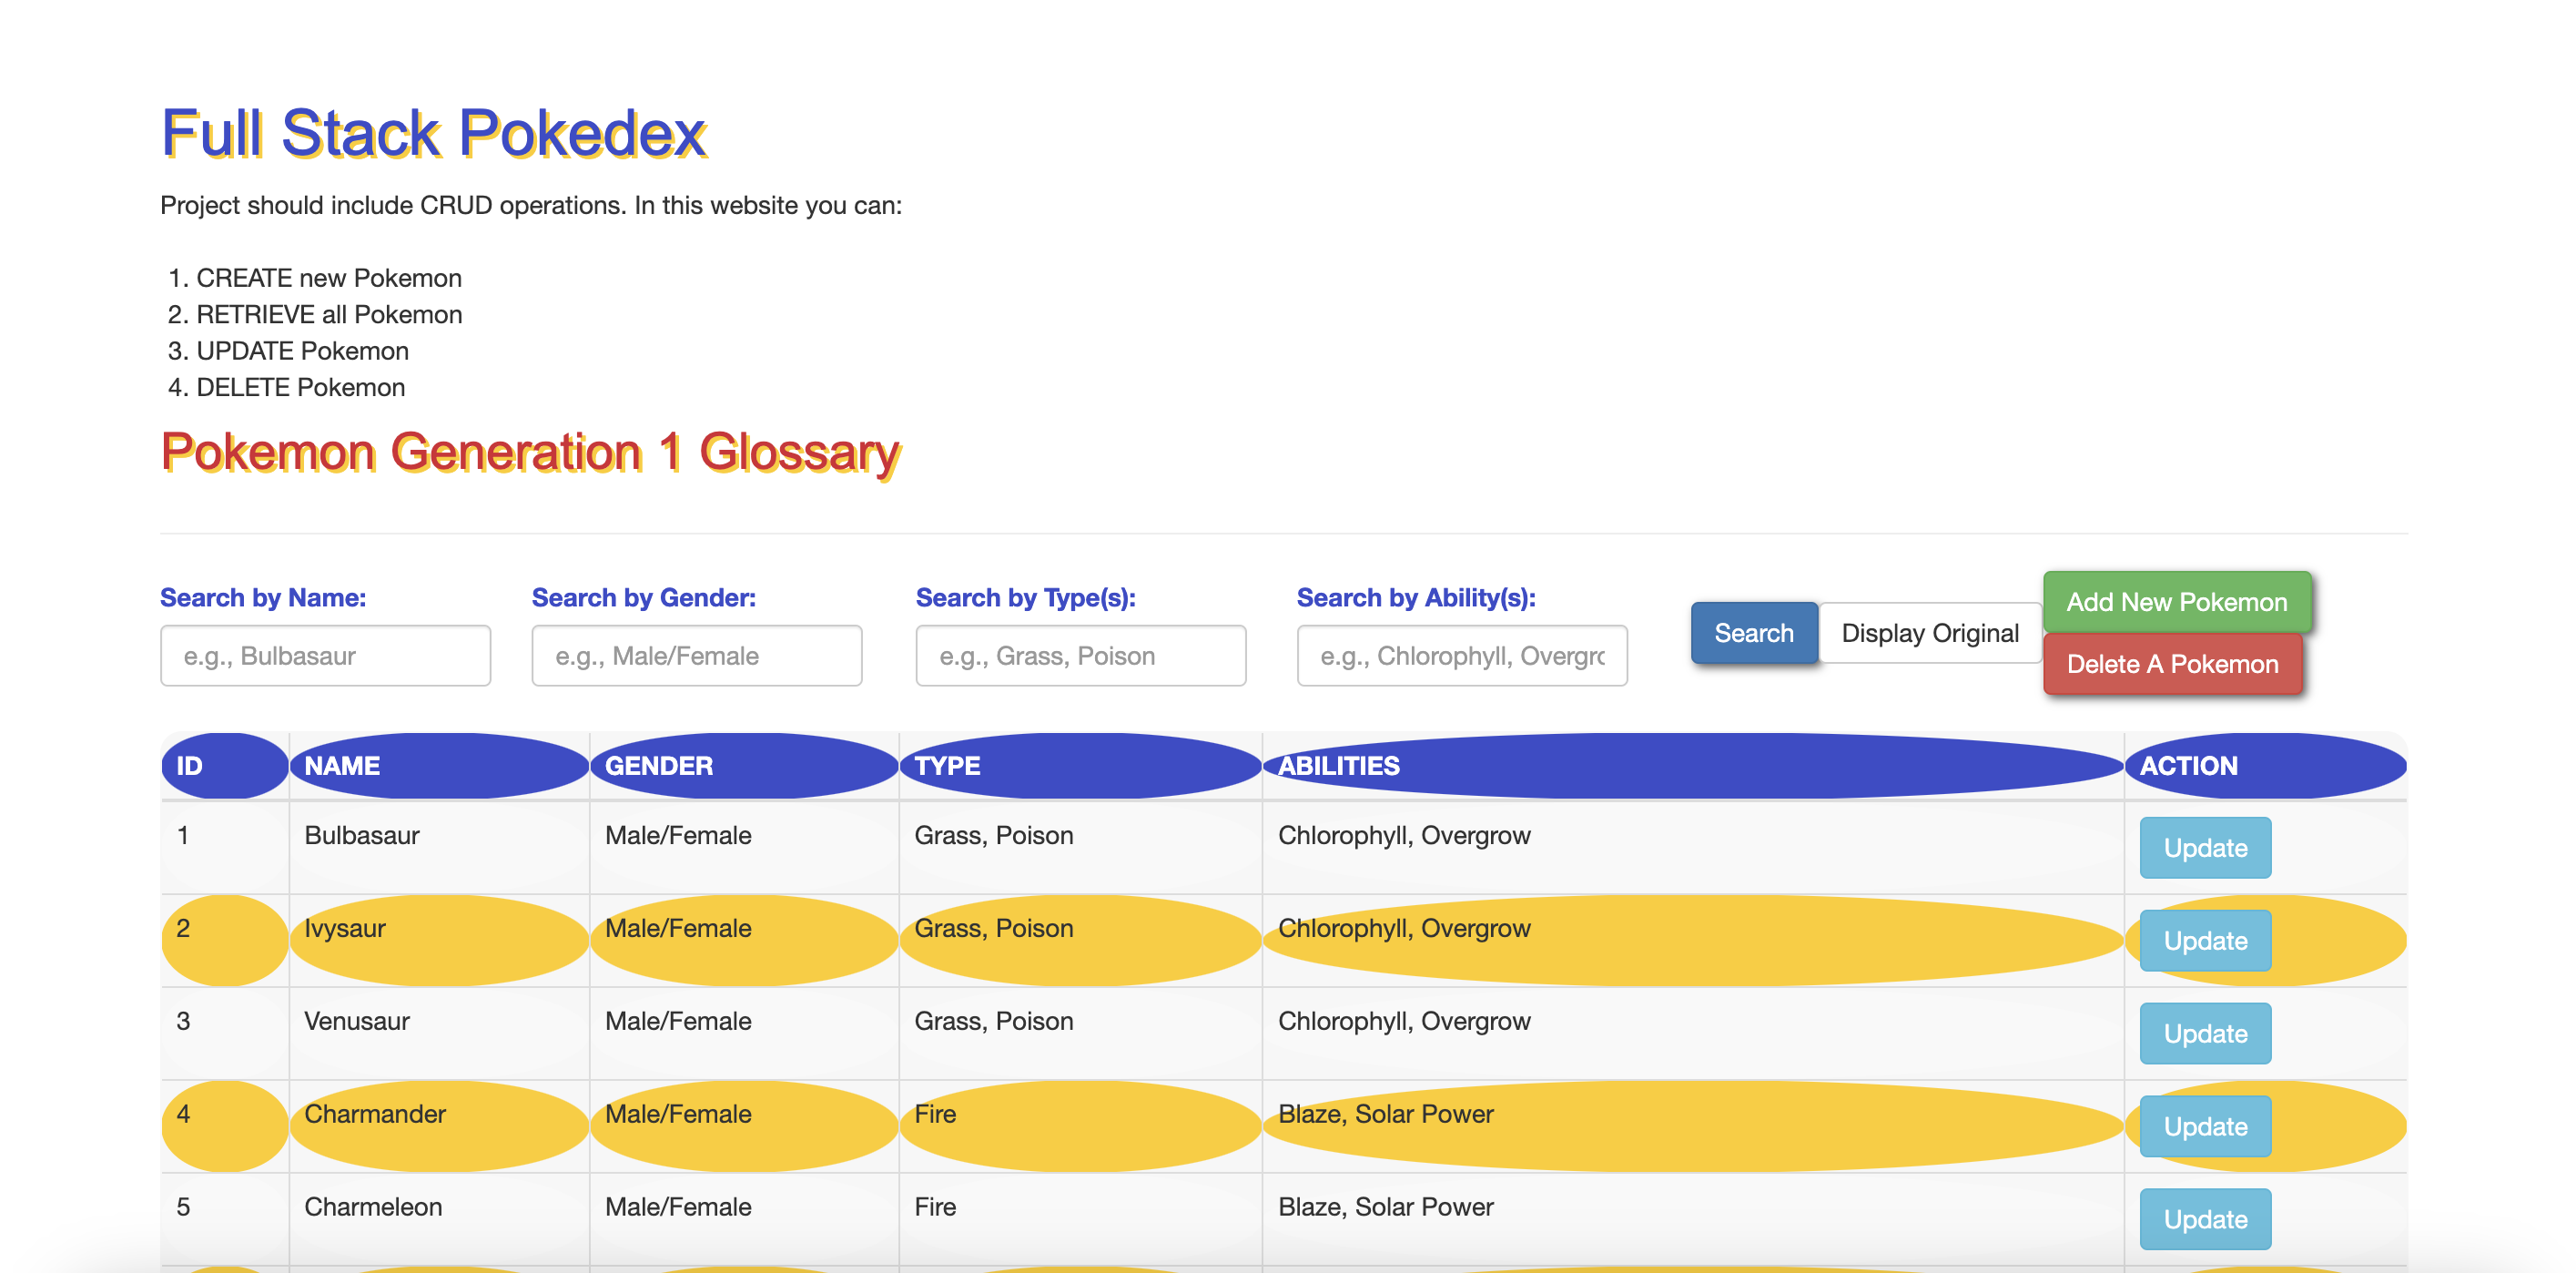 Full Stack Pokedex
Project should include CRUD operations. In this website you can:
1. CREATE new Pokemon
2. RETRIEVE all Pokemon
3. UPDATE Pokemon
4. DELETE Pokemon
Pokemon Generation 1 Glossary
Search by Name: Search by Gender: Search by Type(s): Search by Ability(s):
e.g., Bulbasaur e.g., Male/Female e.g., Grass, Poison e.g., Chlorophyll, Overgrc
Search Display Original
Add New Pokemon
Delete A Pokemon
ID NAME GENDER TYPE ABILITIES ACTION
1 Bulbasaur Male/Female Grass, Poison Chlorophyll, Overgrow Update
2 Ivysaur Male/Female Grass, Poison Chlorophyll, Overgrow Update
3 Venusaur Male/Female Grass, Poison Chlorophyll, Overgrow Update
4 Charmander Male/Female Fire Blaze, Solar Power Update
5 Charmeleon Male/Female Fire Blaze, Solar Power Update